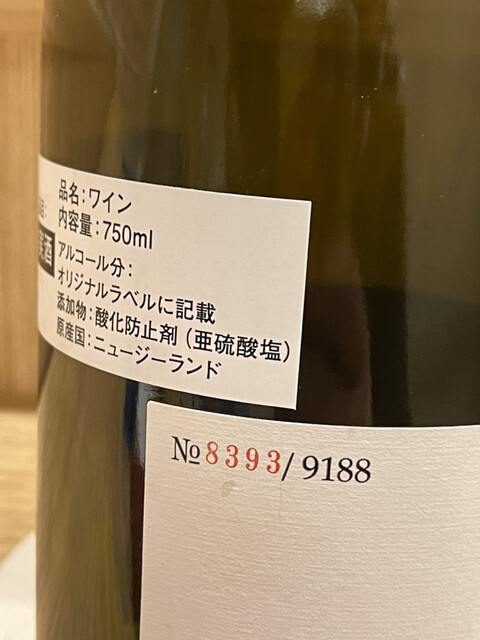 品名:ワイン
内容量:750ml
アルコール分:
オリジナルラベルに記載
添加物:酸化防止剤(亜硫酸塩)
原産国:ニュージーランド
酒
№8393/9188